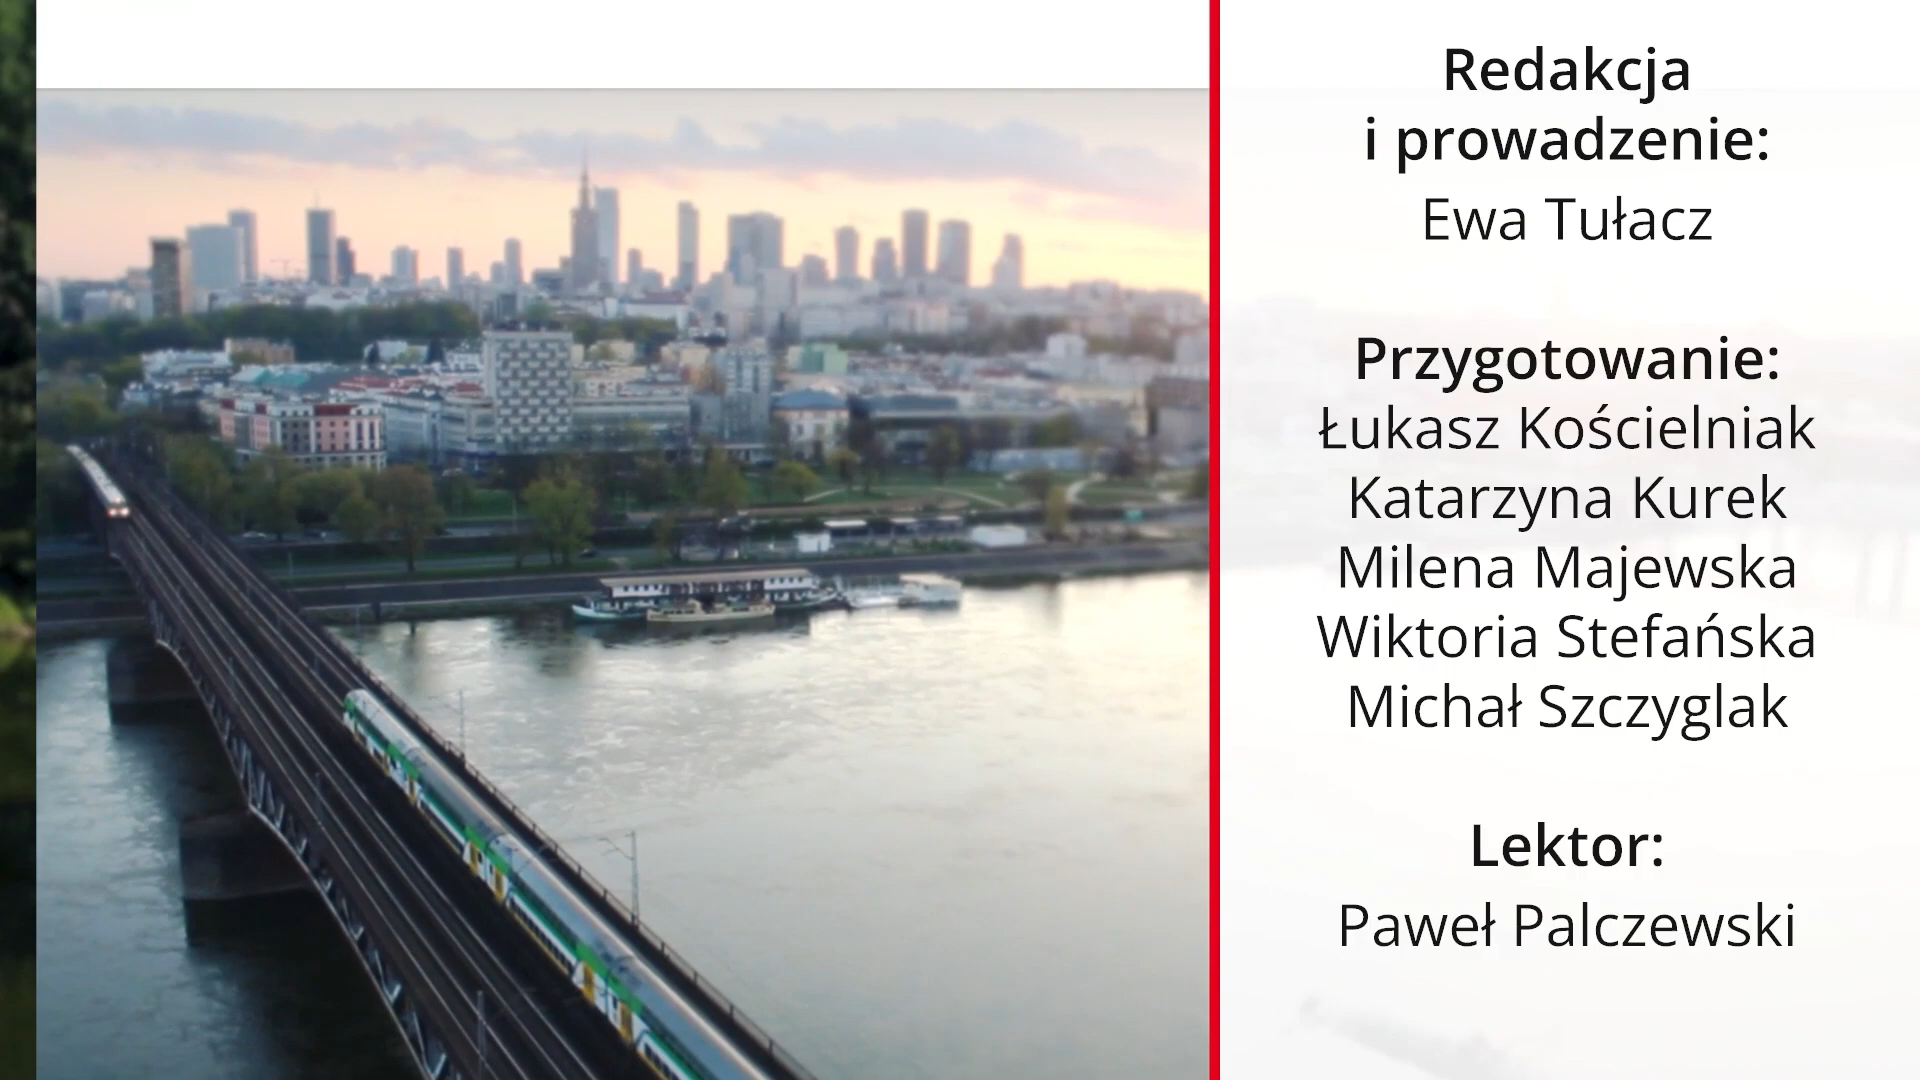 Redakcja
i prowadzenie:
Ewa Tułacz
Przygotowanie:
Łukasz Kościelniak
Katarzyna Kurek
Milena Majewska
Wiktoria Stefańska
Michał Szczyglak
Lektor:
Paweł Palczewski